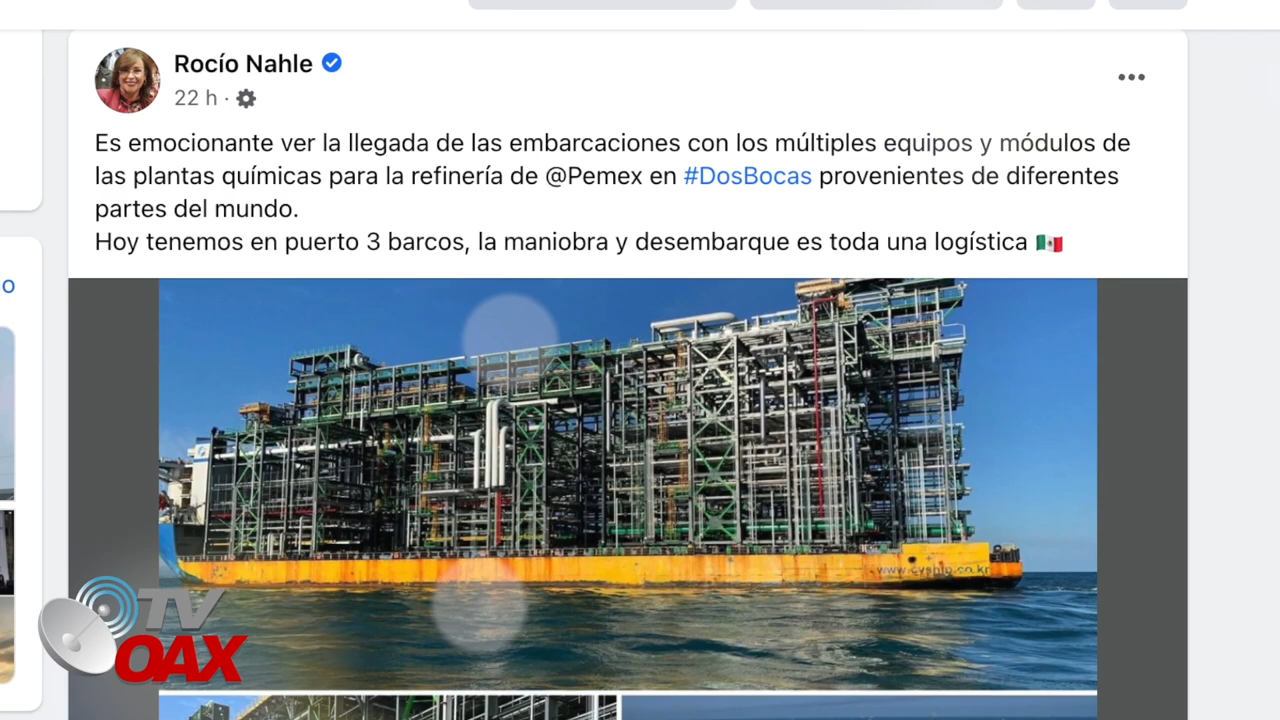 Rocío Nahle
22 h ·
Es emocionante ver la llegada de las embarcaciones con los múltiples equipos y módulos de
las plantas químicas para la refinería de @Pemex en #DosBocas provenientes de diferentes
partes del mundo.
Hoy tenemos en puerto 3 barcos, la maniobra y desembarque es toda una logística 🇲🇽
o
www.cyship.co.kr
TV
OAX